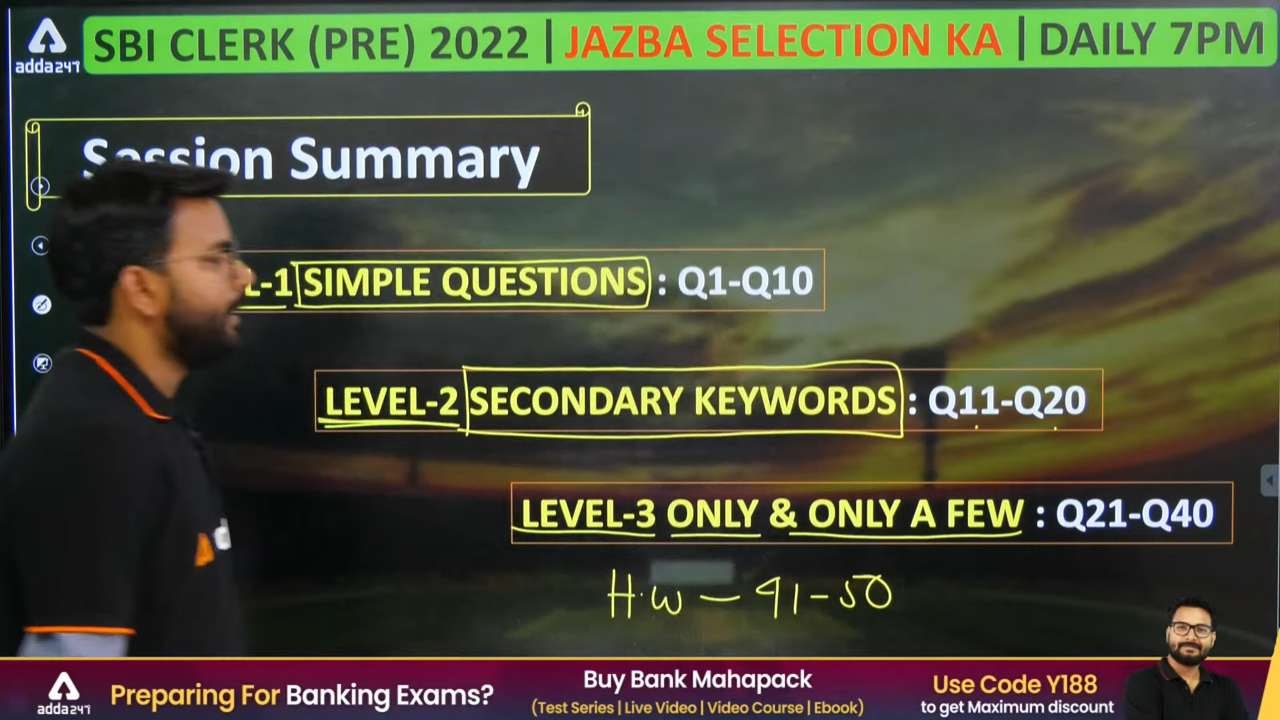 adda247
SBI CLERK (PRE) 2022 | JAZBA SELECTION KA | DAILY 7PM
Session Summary
L-1 SIMPLE QUESTIONS : Q1-Q10
LEVEL-2 SECONDARY KEYWORDS : Q11-Q20
LEVEL-3 ONLY & ONLY A FEW : Q21-Q40
H.W - 41-50
adda247
Preparing For Banking Exams?
Buy Bank Mahapack
(Test Series | Live Video | Video Course | Ebook)
Use Code Y188
to get Maximum discount